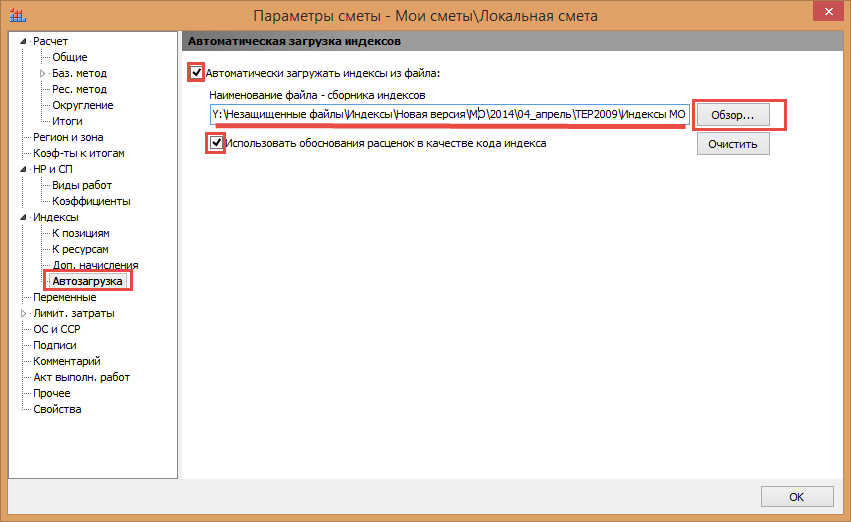 Параметры сметы - Мои сметы\Локальная смета
Расчет
Общие
Баз. метод
Рес. метод
Округление
Итоги
Регион и зона
Коэф-ты к итогам
НР и СП
Виды работ
Коэффициенты
Индексы
К позициям
К ресурсам
Доп. начисления
Автозагрузка
Переменные
Лимит. затраты
ОС и ССР
Подписи
Комментарий
Акт выполн. работ
Прочее
Свойства
Автоматическая загрузка индексов
Автоматически загружать индексы из файла:
Наименование файла - сборника индексов
Y:\Незащищенные файлы\Индексы\Новая версия\МО\2014\04_апрель\ТЕР2009\Индексы МО
Обзор...
Использовать обоснования расценок в качестве кода индекса
Очистить
OK